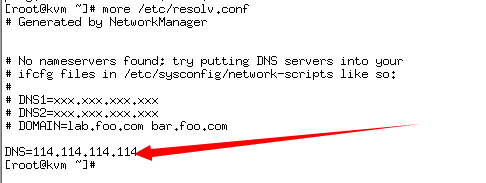 [root@kvm ~]# more /etc/resolv.conf
# Generated by NetworkManager
# No nameservers found; try putting DNS servers into your
# ifcfg files in /etc/sysconfig/network-scripts like so:
#
# DNS1=xxx.xxx.xxx.xxx
# DNS2=xxx.xxx.xxx.xxx
# DOMAIN=lab.foo.com bar.foo.com
DNS=114.114.114.114
[root@kvm ~]#